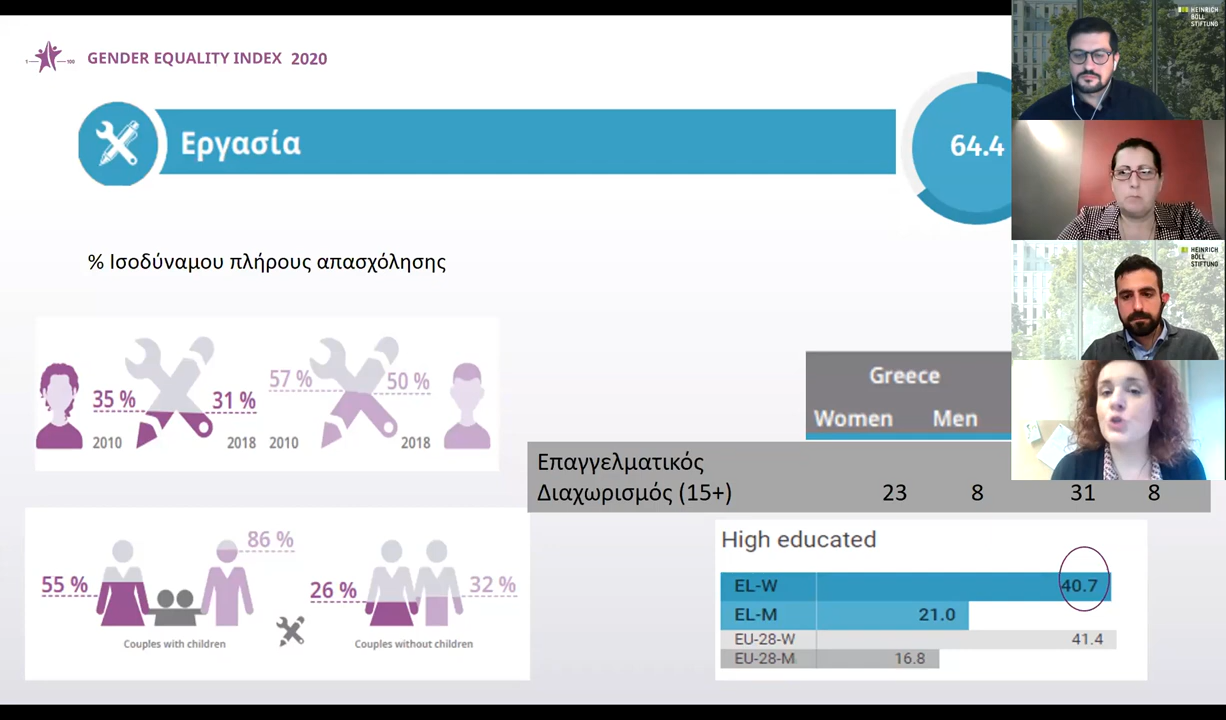 GENDER EQUALITY INDEX 2020
Εργασία
64.4
% Ισοδύναμου πλήρους απασχόλησης
35 %
31 %
2010
2018
57 %
50 %
2010
2018
Greece
Women Men
Επαγγελματικός
Διαχωρισμός (15+) 23 8 31 8
55 %
86 %
Couples with children
26 %
32 %
Couples without children
High educated
EL-W 40.7
EL-M 21.0
EU-28-W 41.4
EU-28-M 16.8
HEINRICH
BÖLL
STIFTUNG
HEINRICH
BÖLL
STIFTUNG